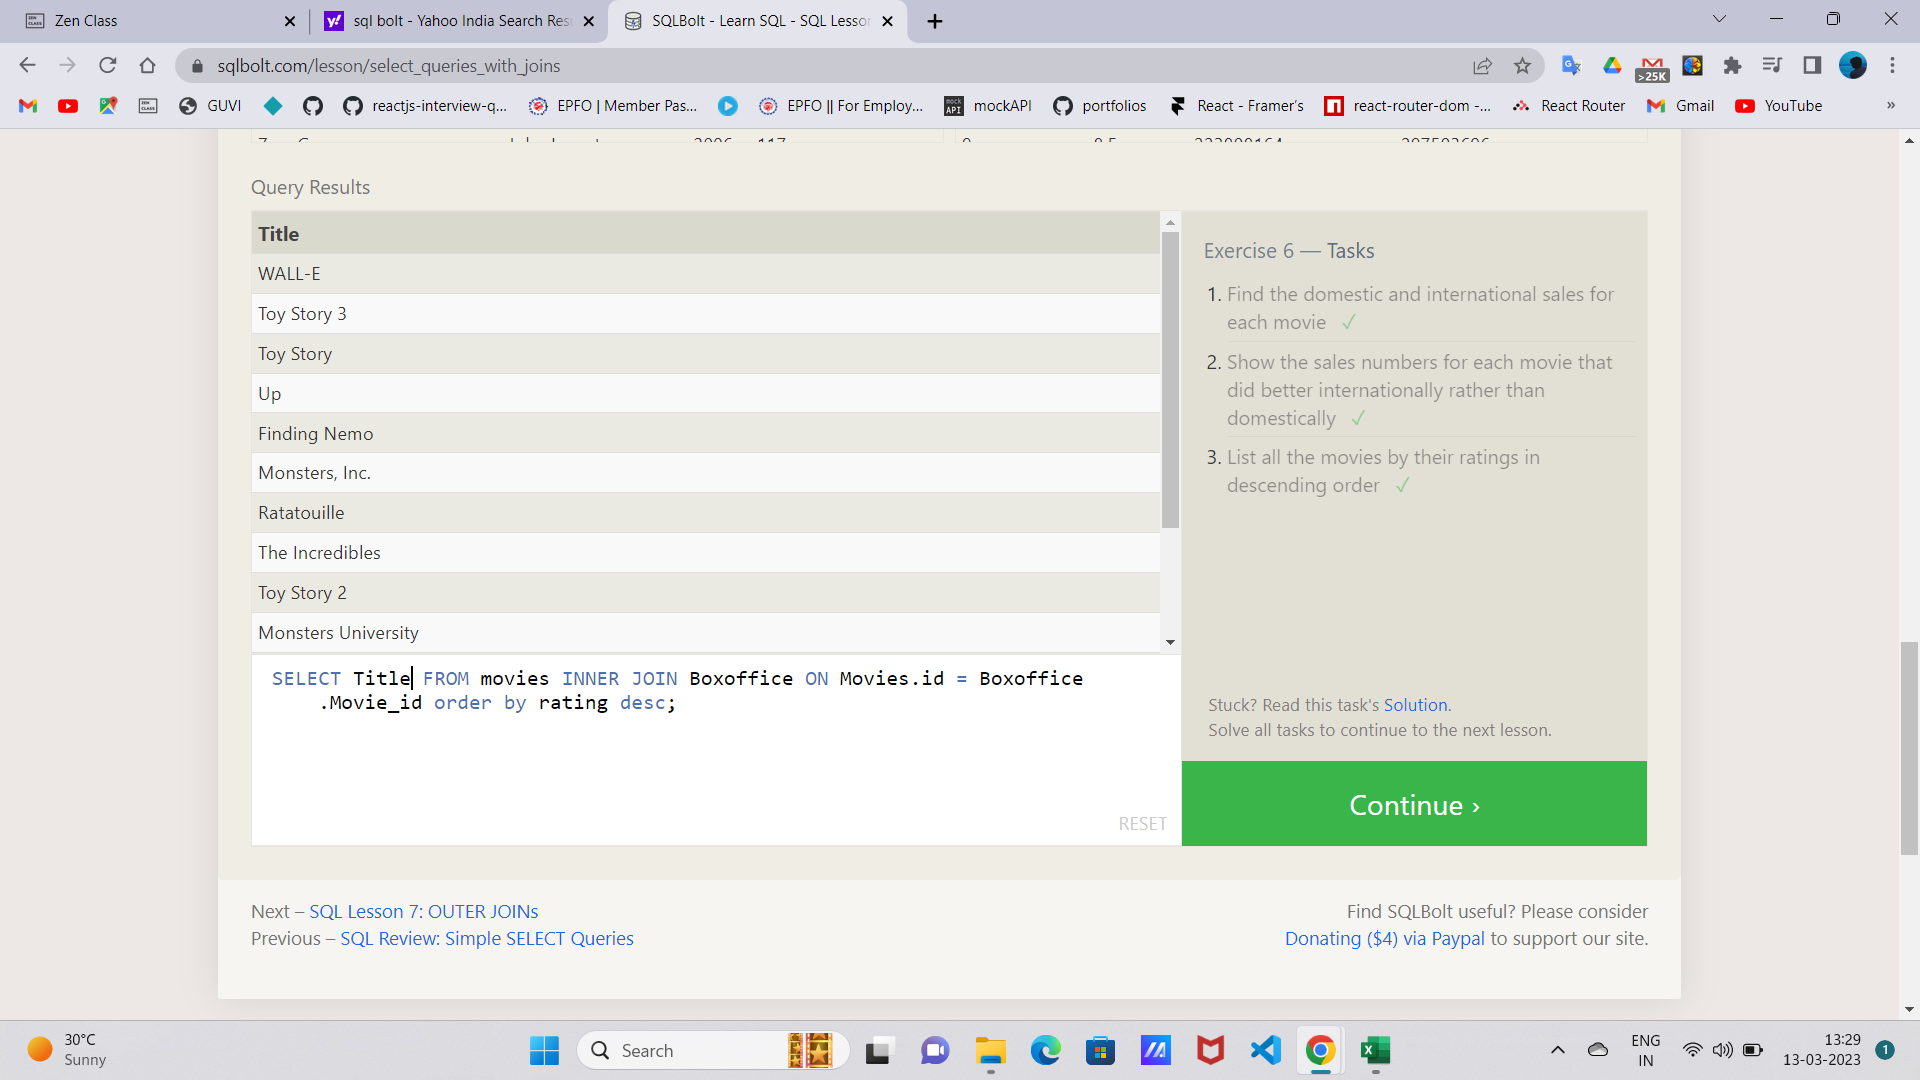 Zen Class
sql bolt - Yahoo India Search Res
SQLBolt - Learn SQL - SQL Lesson
sqlbolt.com/lesson/select_queries_with_joins
>25K
GUVI
reactjs-interview-q...
EPFO | Member Pas...
EPFO || For Employ...
mockAPI
portfolios
React - Framer's
react-router-dom -...
React Router
Gmail
YouTube
»
Query Results
Title
WALL-E
Toy Story 3
Toy Story
Up
Finding Nemo
Monsters, Inc.
Ratatouille
The Incredibles
Toy Story 2
Monsters University
SELECT Title FROM movies INNER JOIN Boxoffice ON Movies.id = Boxoffice
.Movie_id order by rating desc;
RESET
Exercise 6 — Tasks
1. Find the domestic and international sales for
each movie ✓
2. Show the sales numbers for each movie that
did better internationally rather than
domestically ✓
3. List all the movies by their ratings in
descending order ✓
Stuck? Read this task's Solution.
Solve all tasks to continue to the next lesson.
Continue ›
Next – SQL Lesson 7: OUTER JOINs
Previous – SQL Review: Simple SELECT Queries
Find SQLBolt useful? Please consider
Donating ($4) via Paypal to support our site.
30°C
Sunny
Search
ENG
IN
13:29
13-03-2023
1